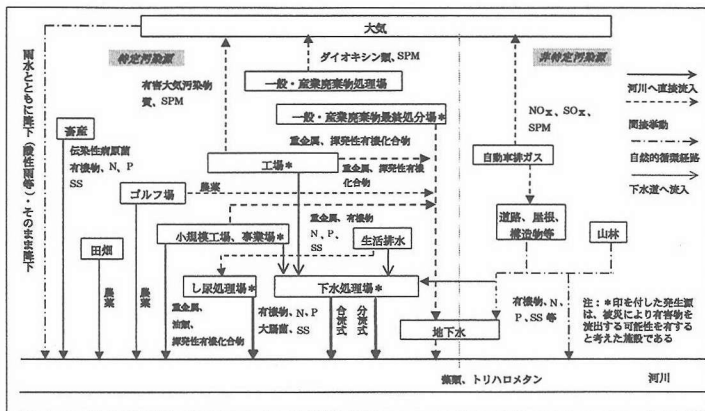 大気
特定汚染源
非特定汚染源
雨水とともに降下（酸性雨等）・そのまま降下
ダイオキシン類、SPM
有害大気汚染物
質、SPM
一般・産業廃棄物処理場
一般・産業廃棄物最終処分場*
NOx、SOx、
SPM
河川へ直接流入
間接挙動
自然的循環経路
下水道へ流入
畜産
伝染性病原菌
有機物、N、P
SS
重金属、揮発性有機化合物
工場*
重金属、揮発性有機
化合物
自動車排ガス
農薬
ゴルフ場
重金属、有機物
N、P、
SS
小規模工場、事業場*
生活排水
道路、屋根、
構造物等
山林
田畑
し尿処理場*
下水処理場*
農薬
農薬
重金属、
油類、
揮発性有機化合物
有機物、N、P
大腸菌、SS
合流式
分流式
地下水
有機物、N、
P、SS 等
注：*印を付した発生源
は、被災により有害物を
流出する可能性を有すると
考えた施設である
藻類、トリハロメタン
河川